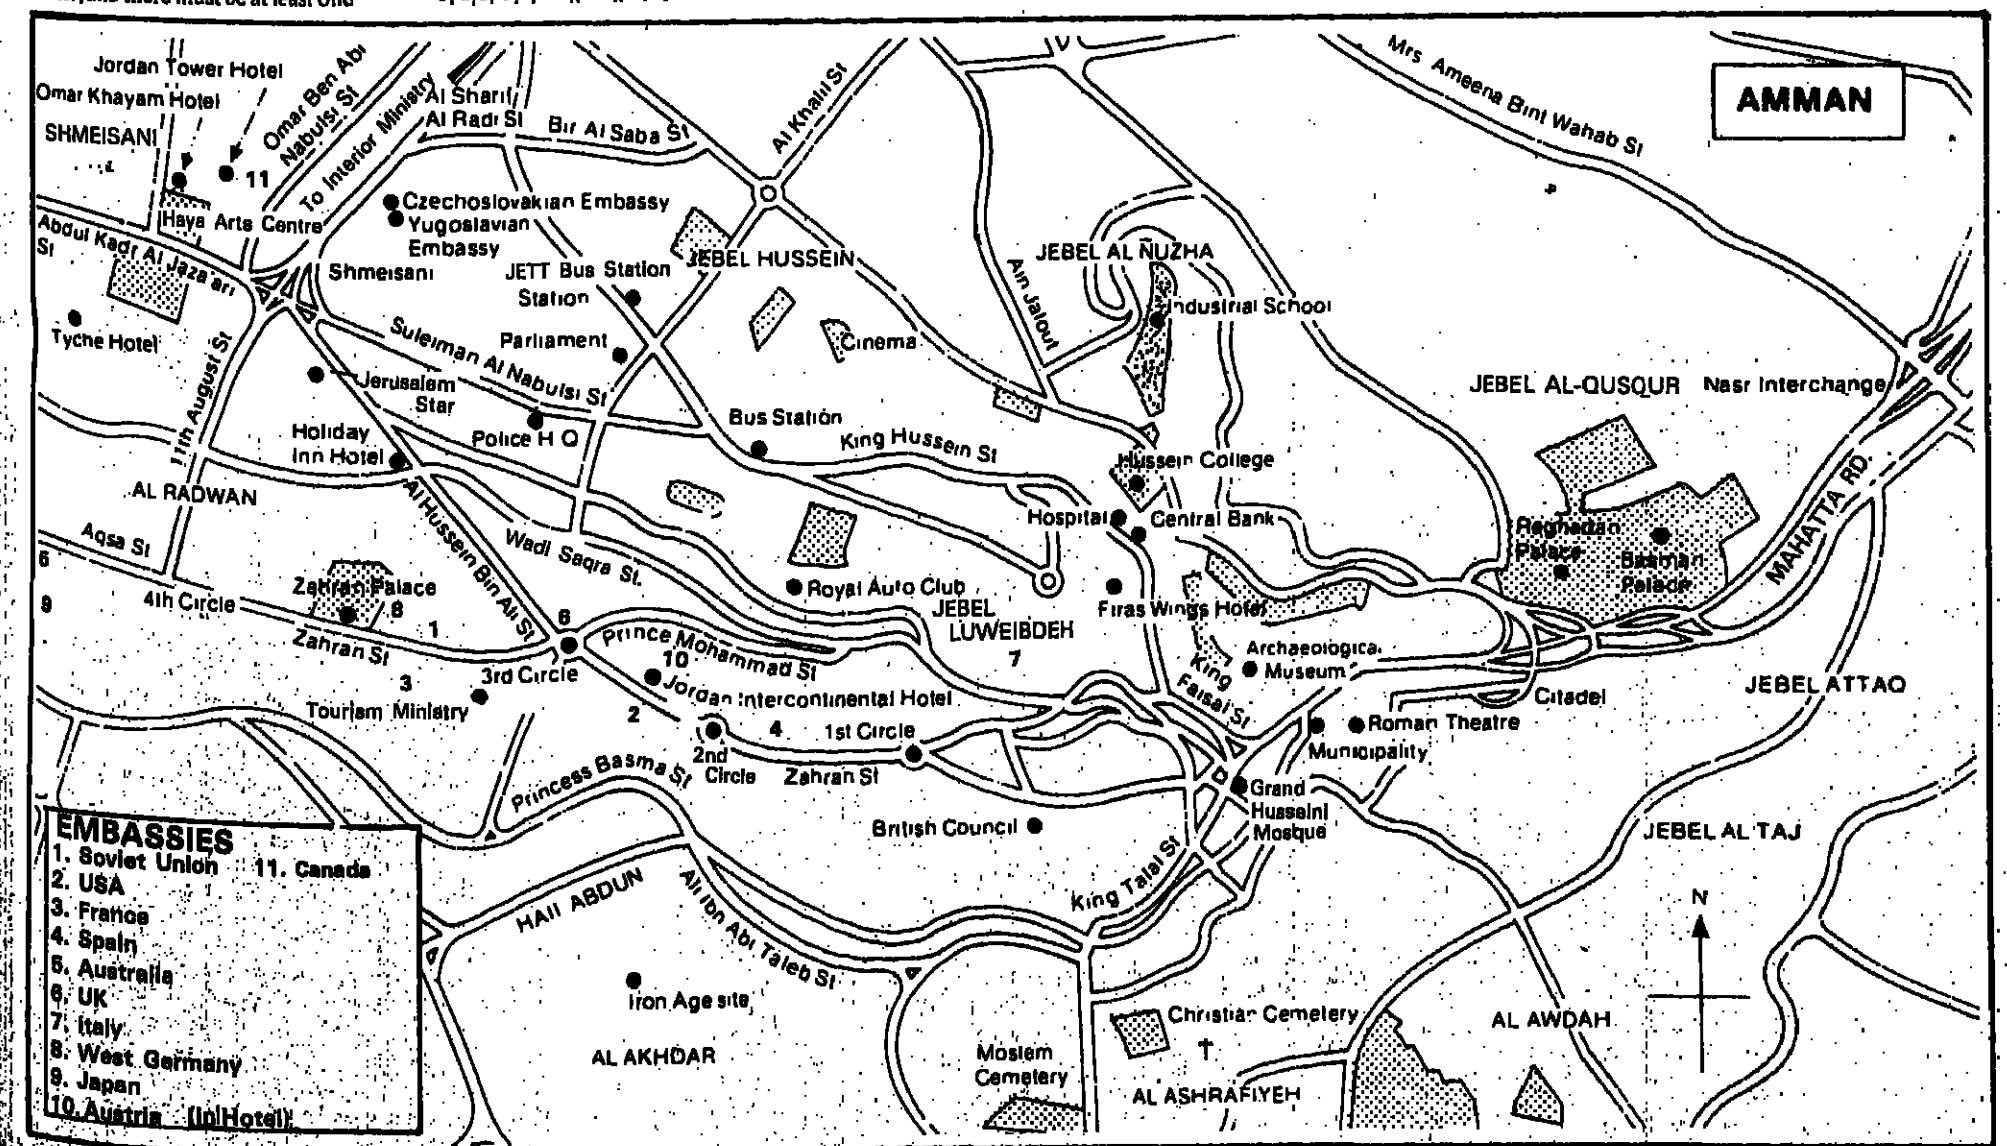 AMMAN
Jordan Tower Hotel
Omar Khayam Hotel
SHMEISANI
Omar Ben Abi
Nabulsi St
To Interior Ministry
Al Sharif
Al Radi St
Bir Al Saba St
Al Khalil St
Mrs Ameena Bint Wahab St
11
Haya Arts Centre
Abdul Kadr Al Jaza'ari
St
Czechoslovakian Embassy
Yugoslavian
Embassy
Shmeisani
JETT Bus Station
Station
JEBEL HUSSEIN
JEBEL AL NUZHA
Ain Jalout
Industrial School
Tyche Hotel
11th August St
Suleiman Al Nabulsi St
Parliament
Cinema
Jerusalem
Star
JEBEL AL-QUSQUR
Nasr Interchange
Holiday
Inn Hotel
Police H Q
Bus Station
King Hussein St
Hussein College
AL RADWAN
Al Hussein Bin Ali St
Wadi Saqra St.
Hospital
Central Bank
Raghadan
Palace
Basman
Palace
MAHATTA RD.
Aqsa St
6
9
4th Circle
Zahran Palace
8
1
Zahran St
6
3rd Circle
Prince Mohammad St
10
Royal Auto Club
JEBEL
LUWEIBDEH
7
Firas Wings Hotel
Archaeological
Museum
King
Faisal St
Citadel
JEBEL ATTAQ
3
Tourism Ministry
Jordan Intercontinental Hotel
2
4
1st Circle
2nd
Circle
Zahran St
Roman Theatre
Municipality
Princess Basma St
Grand
Husseini
Mosque
British Council
JEBEL AL TAJ
King Talal St
HAII ABDUN
Ali Ibn Abi Taleb St
N
Iron Age site
AL AKHDAR
Moslem
Cemetery
Christian Cemetery
AL ASHRAFIYEH
AL AWDAH
EMBASSIES
1. Soviet Union 11. Canada
2. USA
3. France
4. Spain
5. Australia
6. UK
7. Italy
8. West Germany
9. Japan
10. Austria (in Hotel)